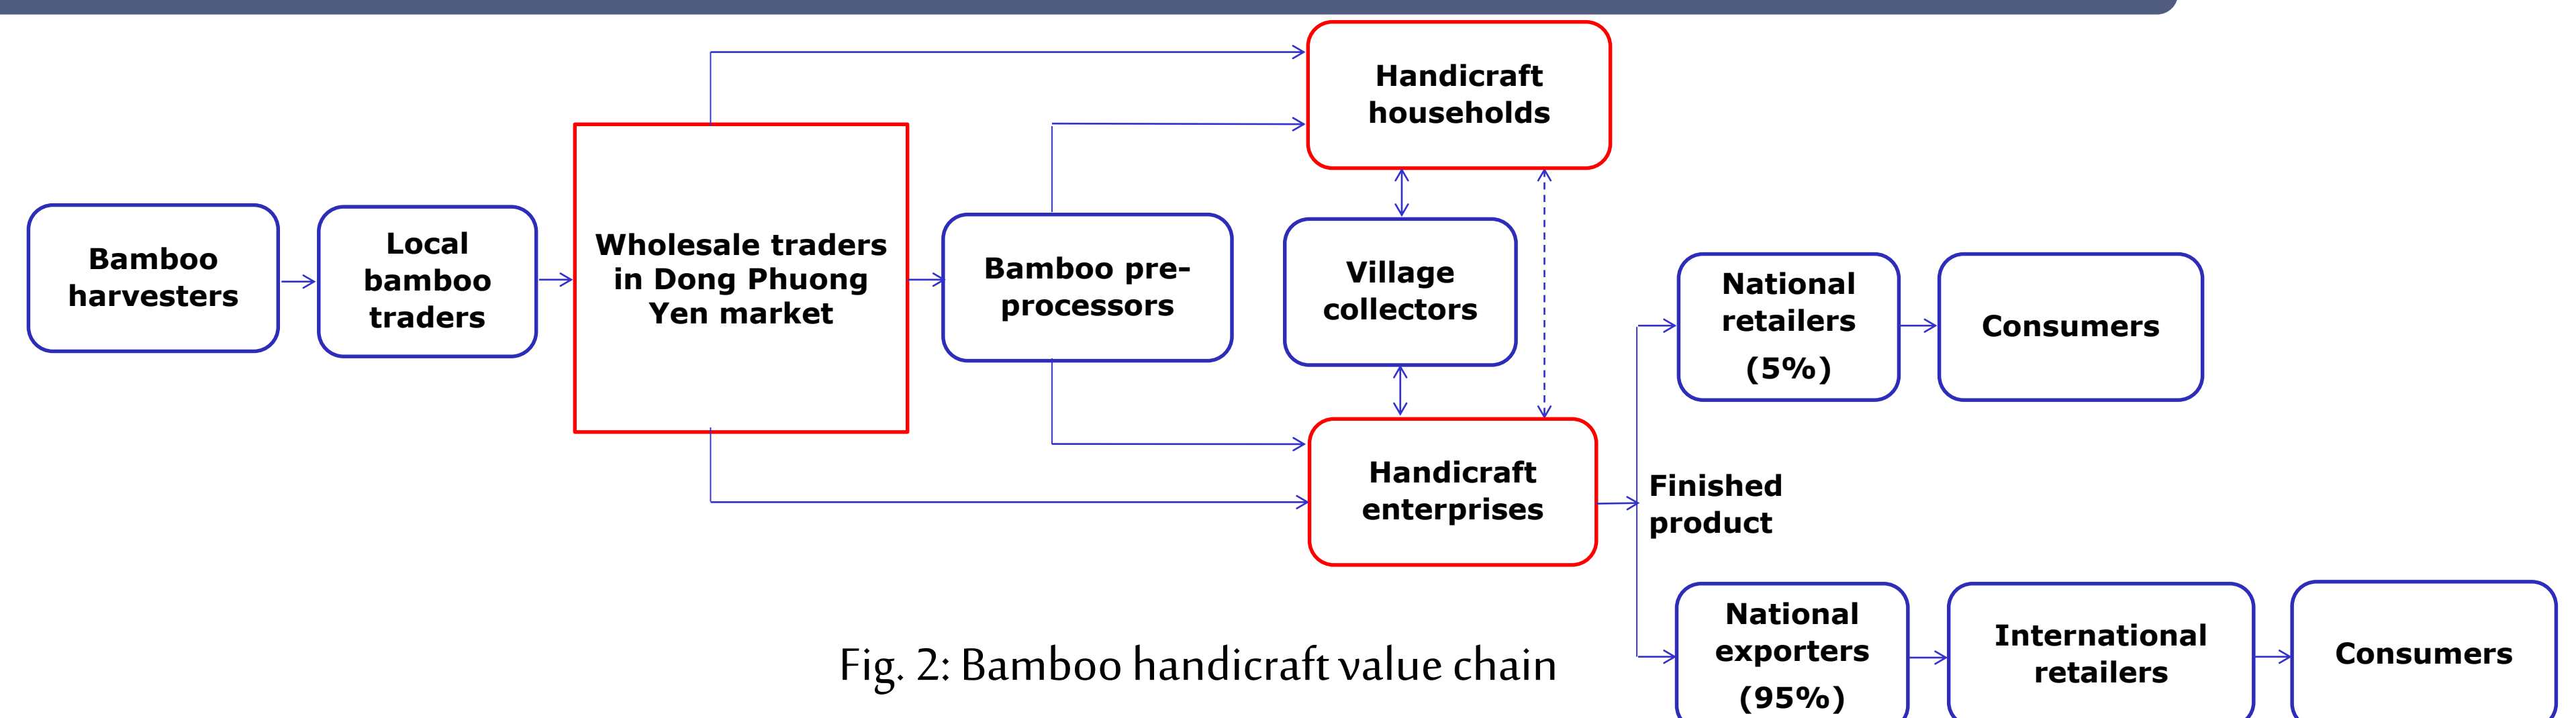 Handicraft
households
Bamboo
harvesters
Local
bamboo
traders
Wholesale traders
in Dong Phuong
Yen market
Bamboo pre-
processors
Village
collectors
National
retailers
(5%)
Consumers
Handicraft
enterprises
Finished
product
National
exporters
(95%)
International
retailers
Consumers
Fig. 2: Bamboo handicraft value chain